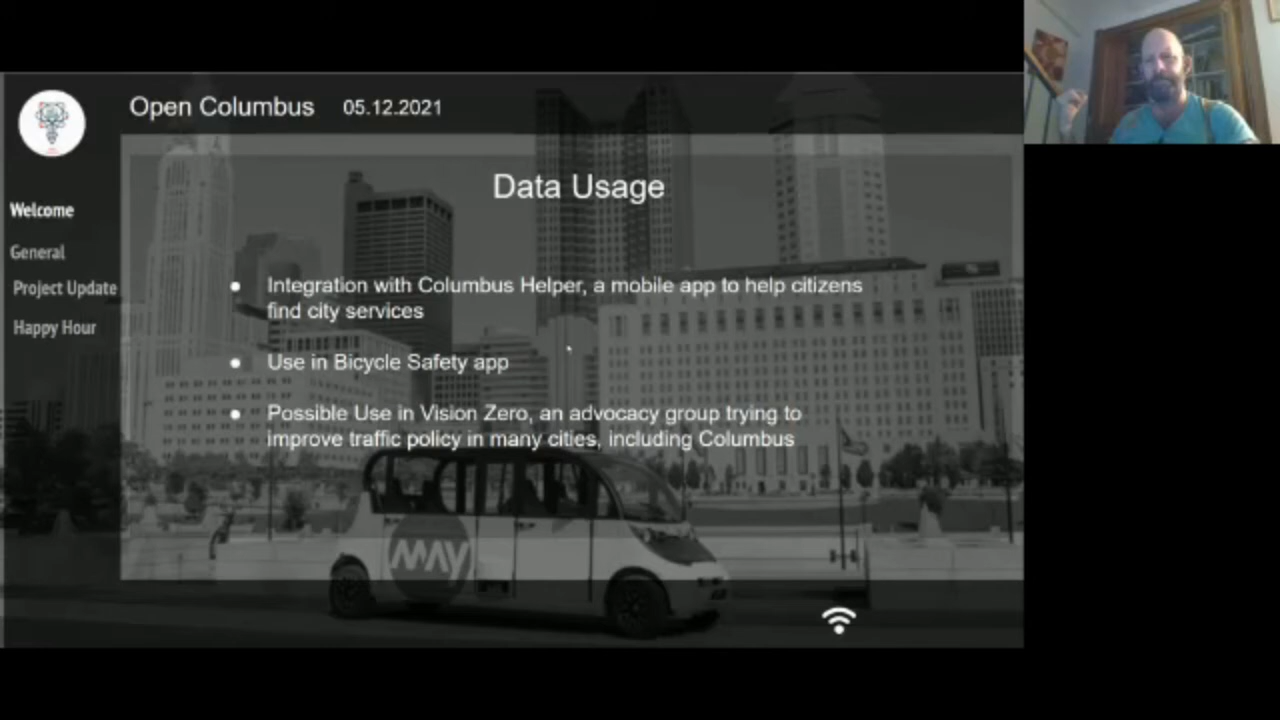 Open Columbus 05.12.2021
Welcome
General
Project Update
Happy Hour
Data Usage
Integration with Columbus Helper, a mobile app to help citizens
find city services
Use in Bicycle Safety app
Possible Use in Vision Zero, an advocacy group trying to
improve traffic policy in many cities, including Columbus
MAY